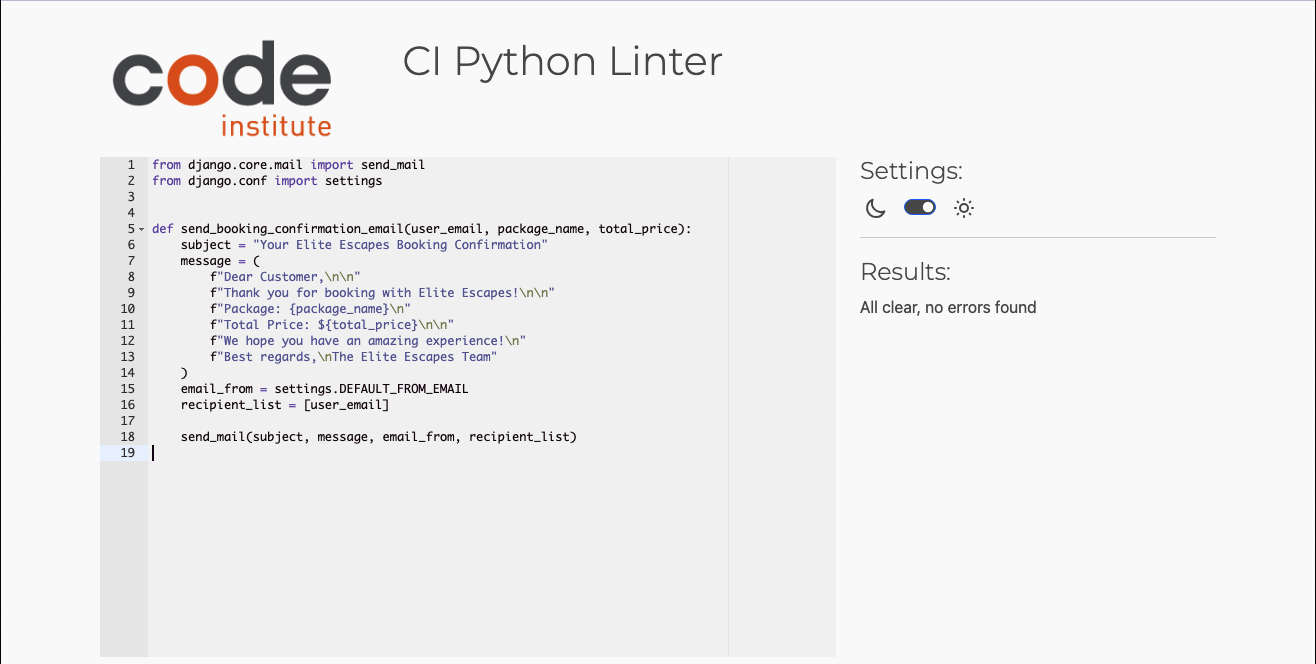 code
institute
CI Python Linter
1 from django.core.mail import send_mail
2 from django.conf import settings
3
4
5 def send_booking_confirmation_email(user_email, package_name, total_price):
6     subject = "Your Elite Escapes Booking Confirmation"
7     message = (
8         f"Dear Customer,\n\n"
9         f"Thank you for booking with Elite Escapes!\n\n"
10         f"Package: {package_name}\n"
11         f"Total Price: ${total_price}\n\n"
12         f"We hope you have an amazing experience!\n"
13         f"Best regards,\nThe Elite Escapes Team"
14     )
15     email_from = settings.DEFAULT_FROM_EMAIL
16     recipient_list = [user_email]
17
18     send_mail(subject, message, email_from, recipient_list)
19
Settings:
Results:
All clear, no errors found